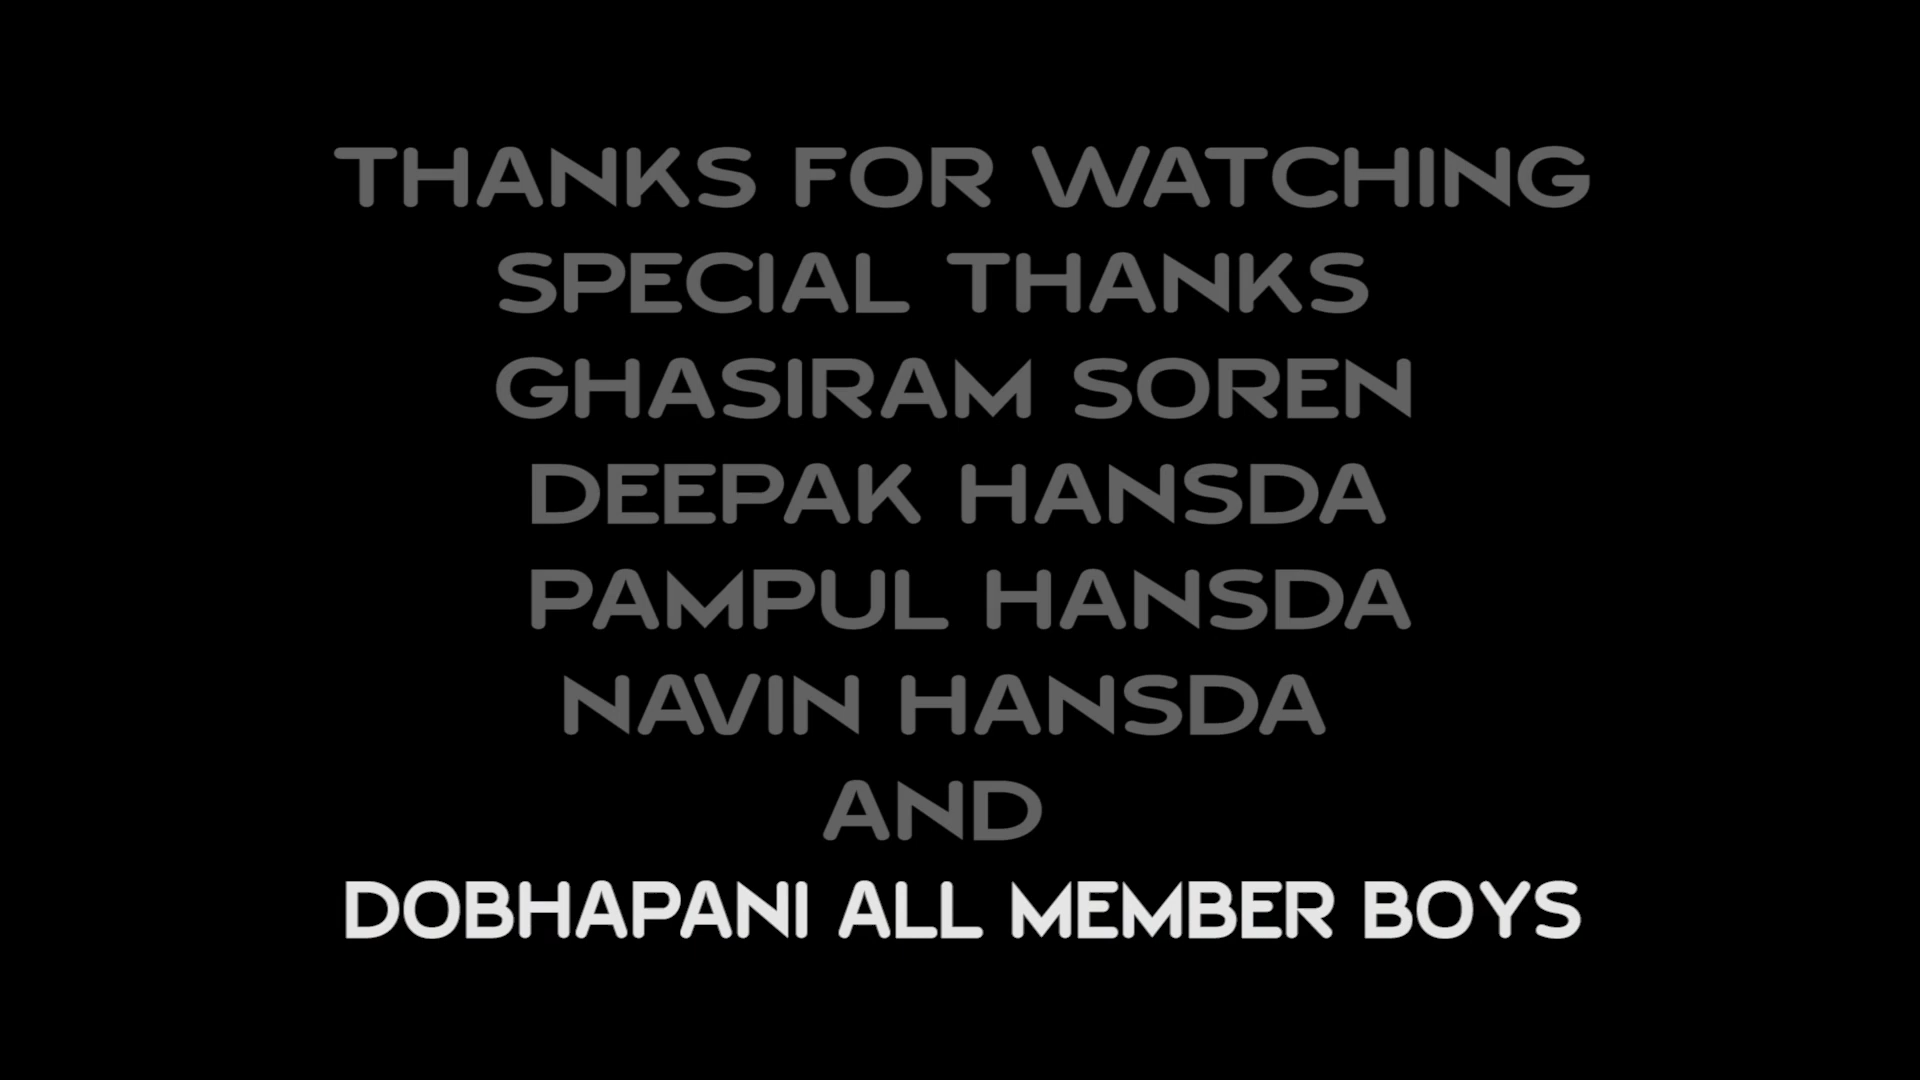 THANKS FOR WATCHING
SPECIAL THANKS
GHASIRAM SOREN
DEEPAK HANSDA
PAMPUL HANSDA
NAVIN HANSDA
AND
DOBHAPANI ALL MEMBER BOYS